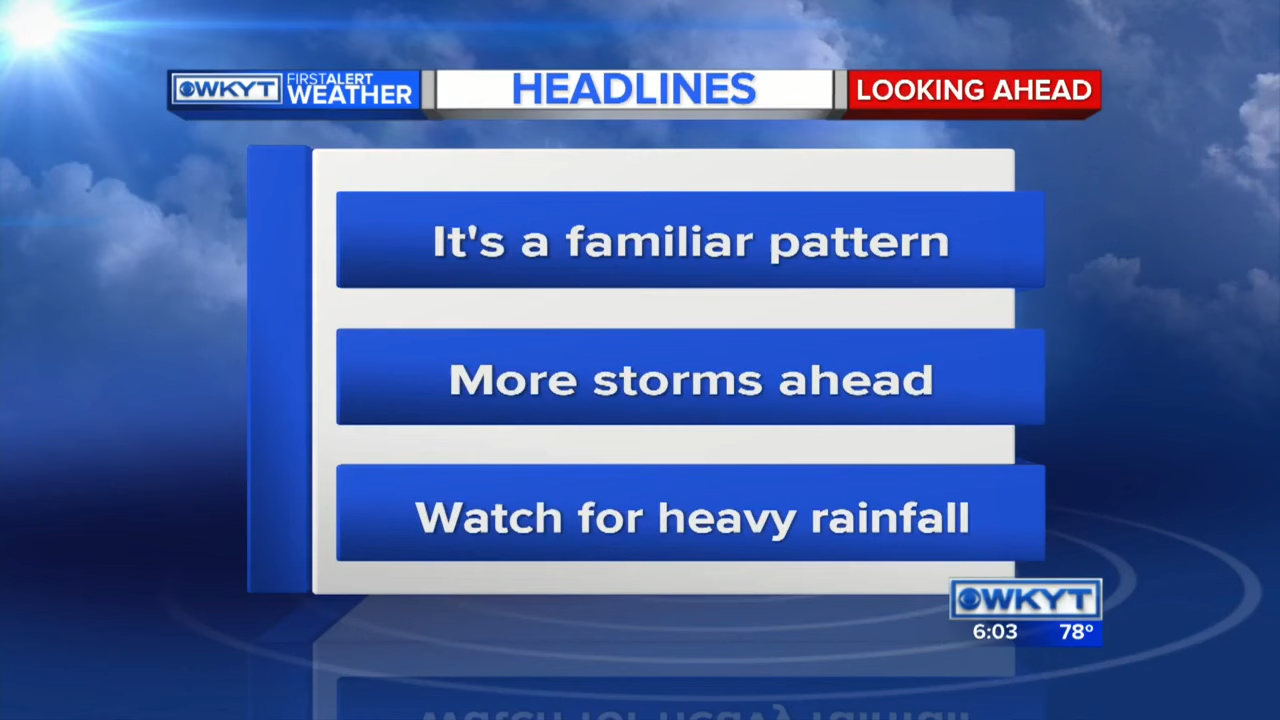 WKYT FIRST ALERT WEATHER HEADLINES LOOKING AHEAD
It's a familiar pattern
More storms ahead
Watch for heavy rainfall
WKYT
6:03 78°